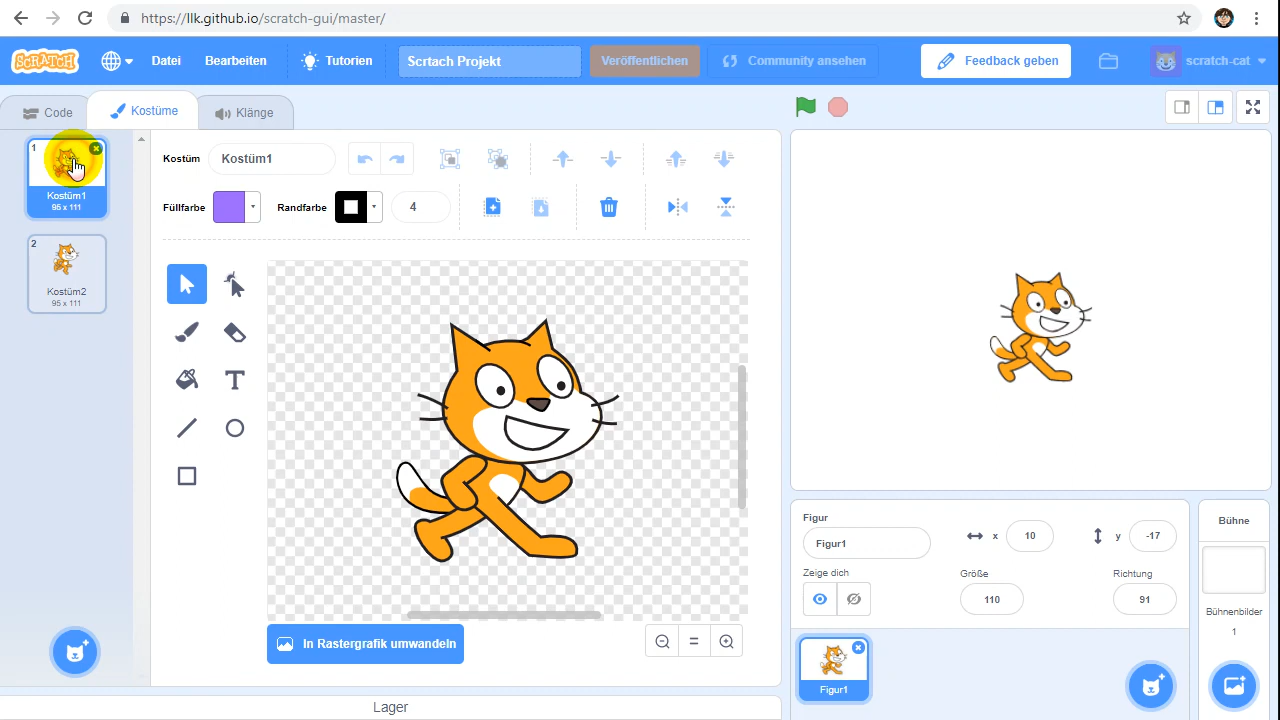 https://llk.github.io/scratch-gui/master/
SCRATCH
Datei
Bearbeiten
Tutorien
Scrtach Projekt
Veröffentlichen
Community ansehen
Feedback geben
scratch-cat
Code
Kostüme
Klänge
1
Kostüm1
95 x 111
2
Kostüm2
95 x 111
Kostüm
Kostüm1
Füllfarbe
Randfarbe
4
In Rastergrafik umwandeln
Lager
Figur
Figur1
x
10
y
-17
Zeige dich
Größe
110
Richtung
91
Figur1
Bühne
Bühnenbilder
1